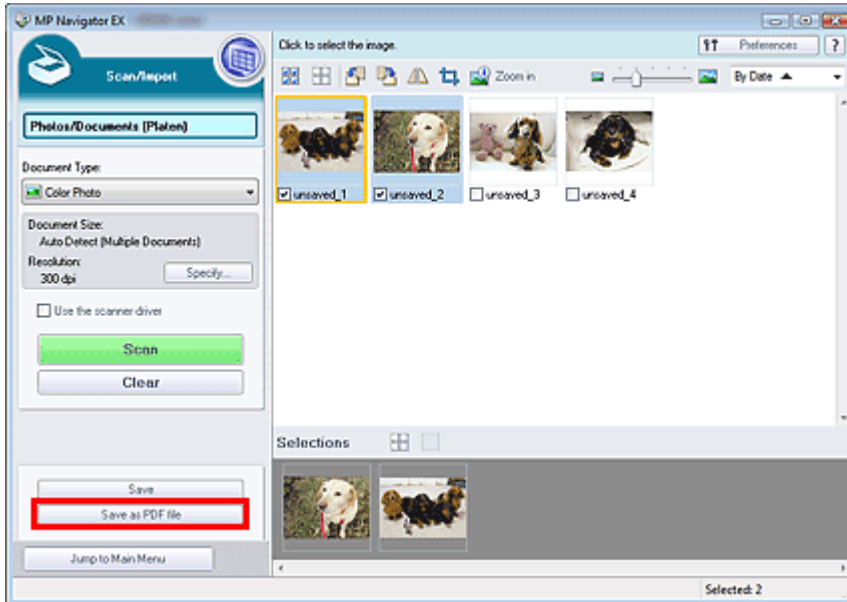 MP Navigator EX
Scan/Import
Click to select the image.
Preferences
?
Zoom in
By Date
Photos/Documents (Platen)
Document Type:
Color Photo
Document Size:
Auto Detect (Multiple Documents)
Resolution:
300 dpi
Specify...
Use the scanner driver
Scan
Clear
unsaved_1
unsaved_2
unsaved_3
unsaved_4
Selections
Save
Save as PDF file
Jump to Main Menu
Selected: 2